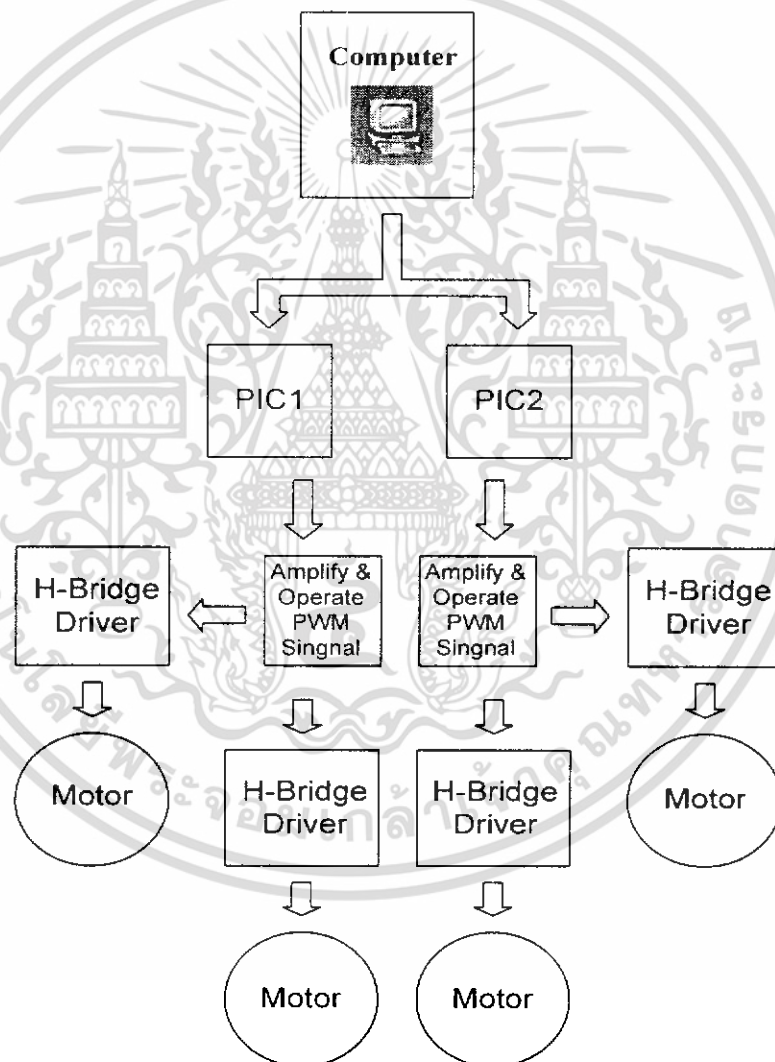 Computer
PIC1
PIC2
H-Bridge
Driver
Amplify &
Operate
PWM
Singnal
Amplify &
Operate
PWM
Singnal
H-Bridge
Driver
Motor
H-Bridge
Driver
H-Bridge
Driver
Motor
Motor
Motor